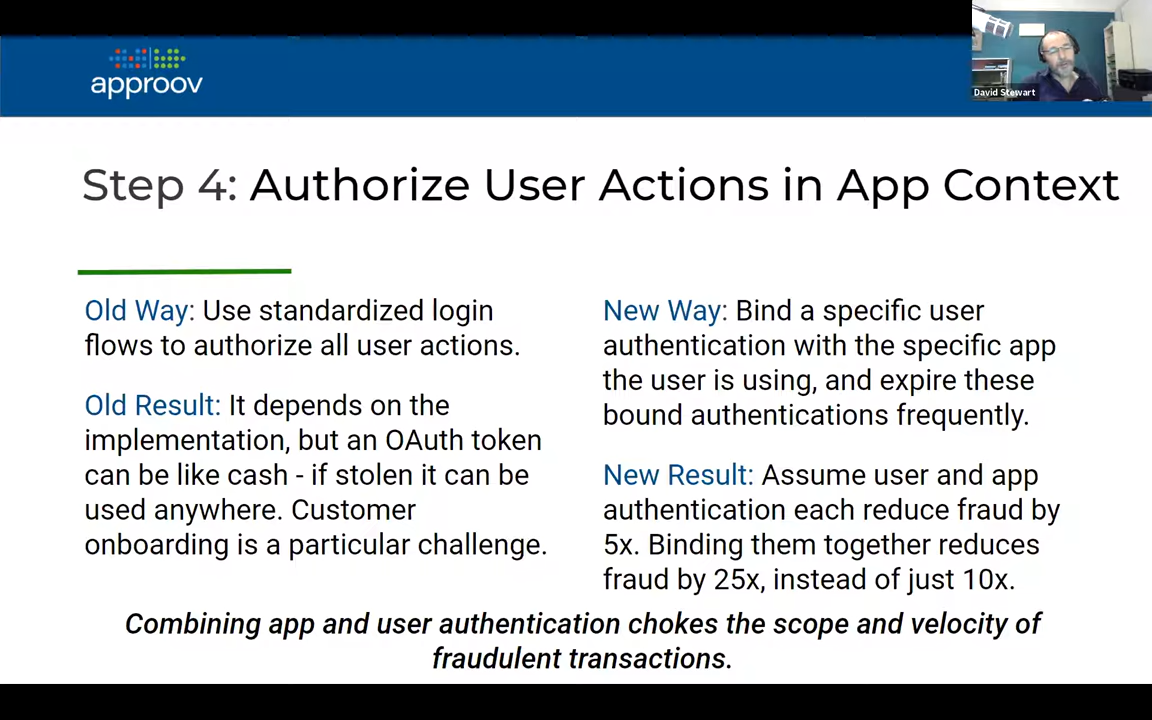 approov
David Stewart
Step 4: Authorize User Actions in App Context
Old Way: Use standardized login
flows to authorize all user actions.
Old Result: It depends on the
implementation, but an OAuth token
can be like cash - if stolen it can be
used anywhere. Customer
onboarding is a particular challenge.
New Way: Bind a specific user
authentication with the specific app
the user is using, and expire these
bound authentications frequently.
New Result: Assume user and app
authentication each reduce fraud by
5x. Binding them together reduces
fraud by 25x, instead of just 10x.
Combining app and user authentication chokes the scope and velocity of
fraudulent transactions.